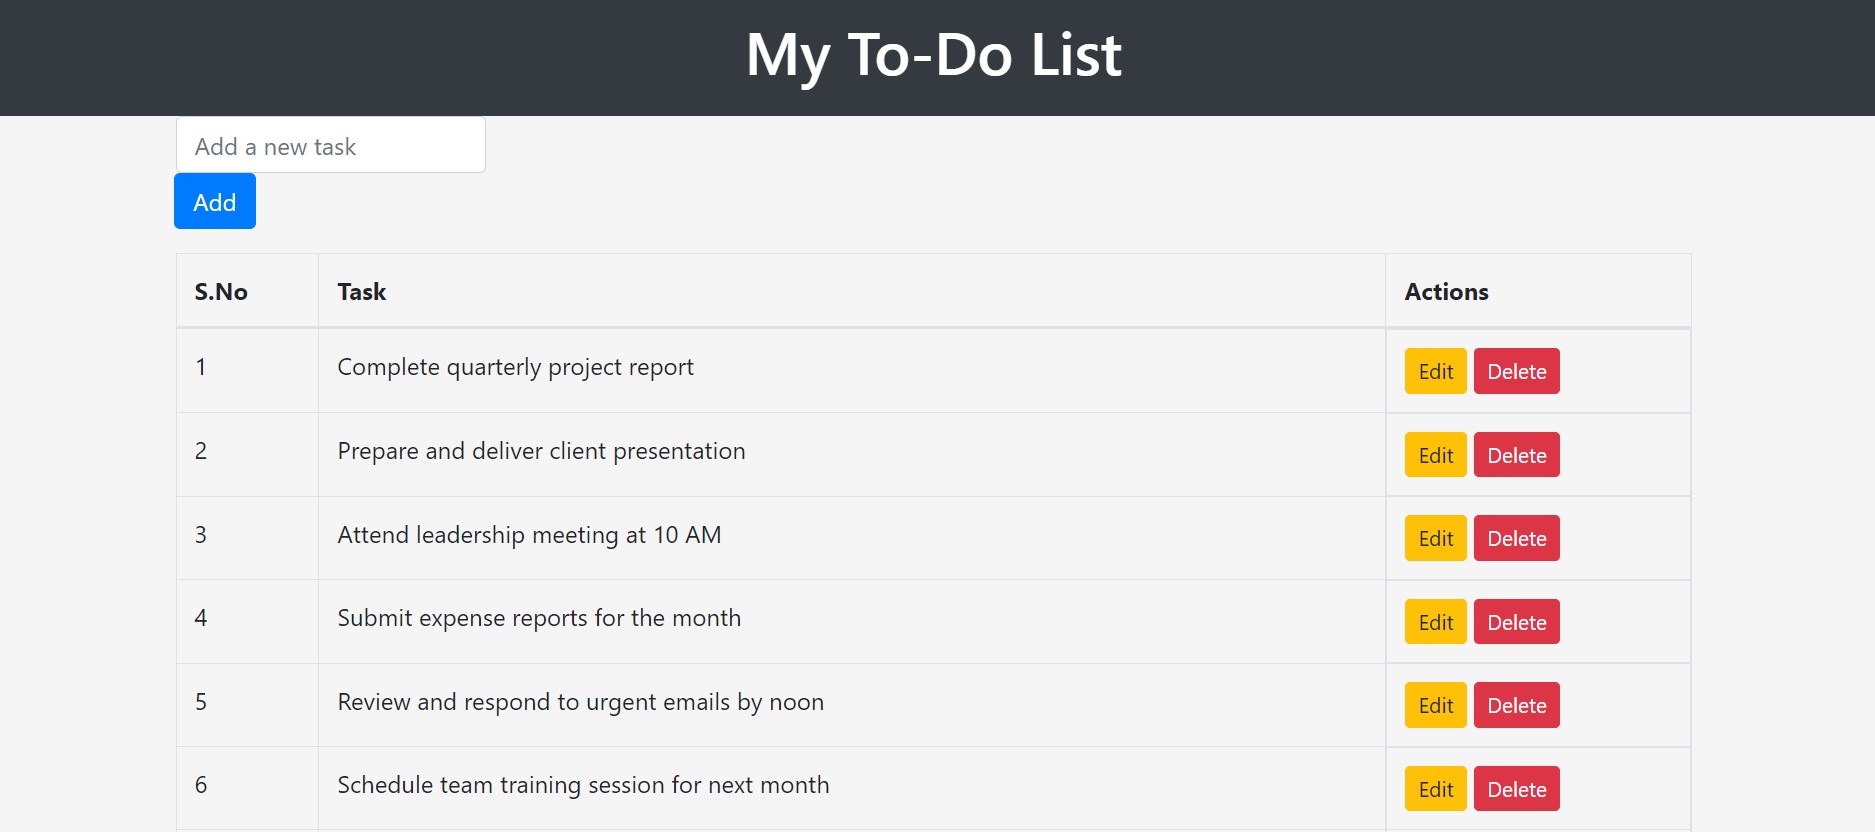 My To-Do List
Add a new task
Add
S.No Task Actions
1 Complete quarterly project report Edit Delete
2 Prepare and deliver client presentation Edit Delete
3 Attend leadership meeting at 10 AM Edit Delete
4 Submit expense reports for the month Edit Delete
5 Review and respond to urgent emails by noon Edit Delete
6 Schedule team training session for next month Edit Delete